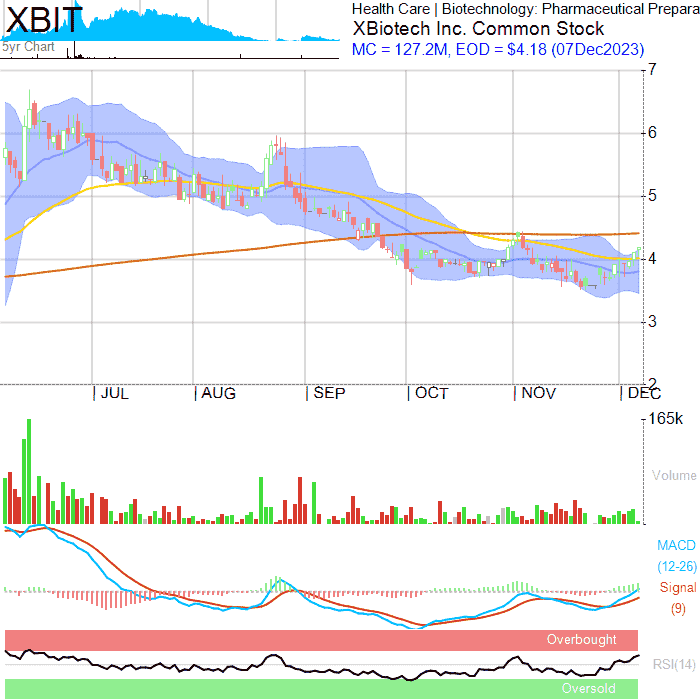 XBIT
5yr Chart
Health Care | Biotechnology: Pharmaceutical Prepara
XBiotech Inc. Common Stock
MC = 127.2M, EOD = $4.18 (07Dec2023)
7
6
5
4
3
2
JUL AUG SEP OCT NOV DEC
165k
Volume
MACD
(12-26)
Signal
(9)
Overbought
RSI(14)
Oversold